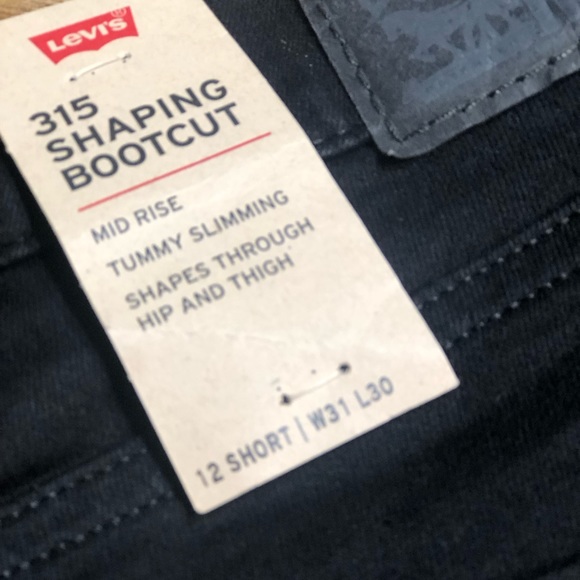 Levi's
315
SHAPING
BOOTCUT
MID RISE
TUMMY SLIMMING
SHAPES THROUGH
HIP AND THIGH
12 SHORT | W31 L30